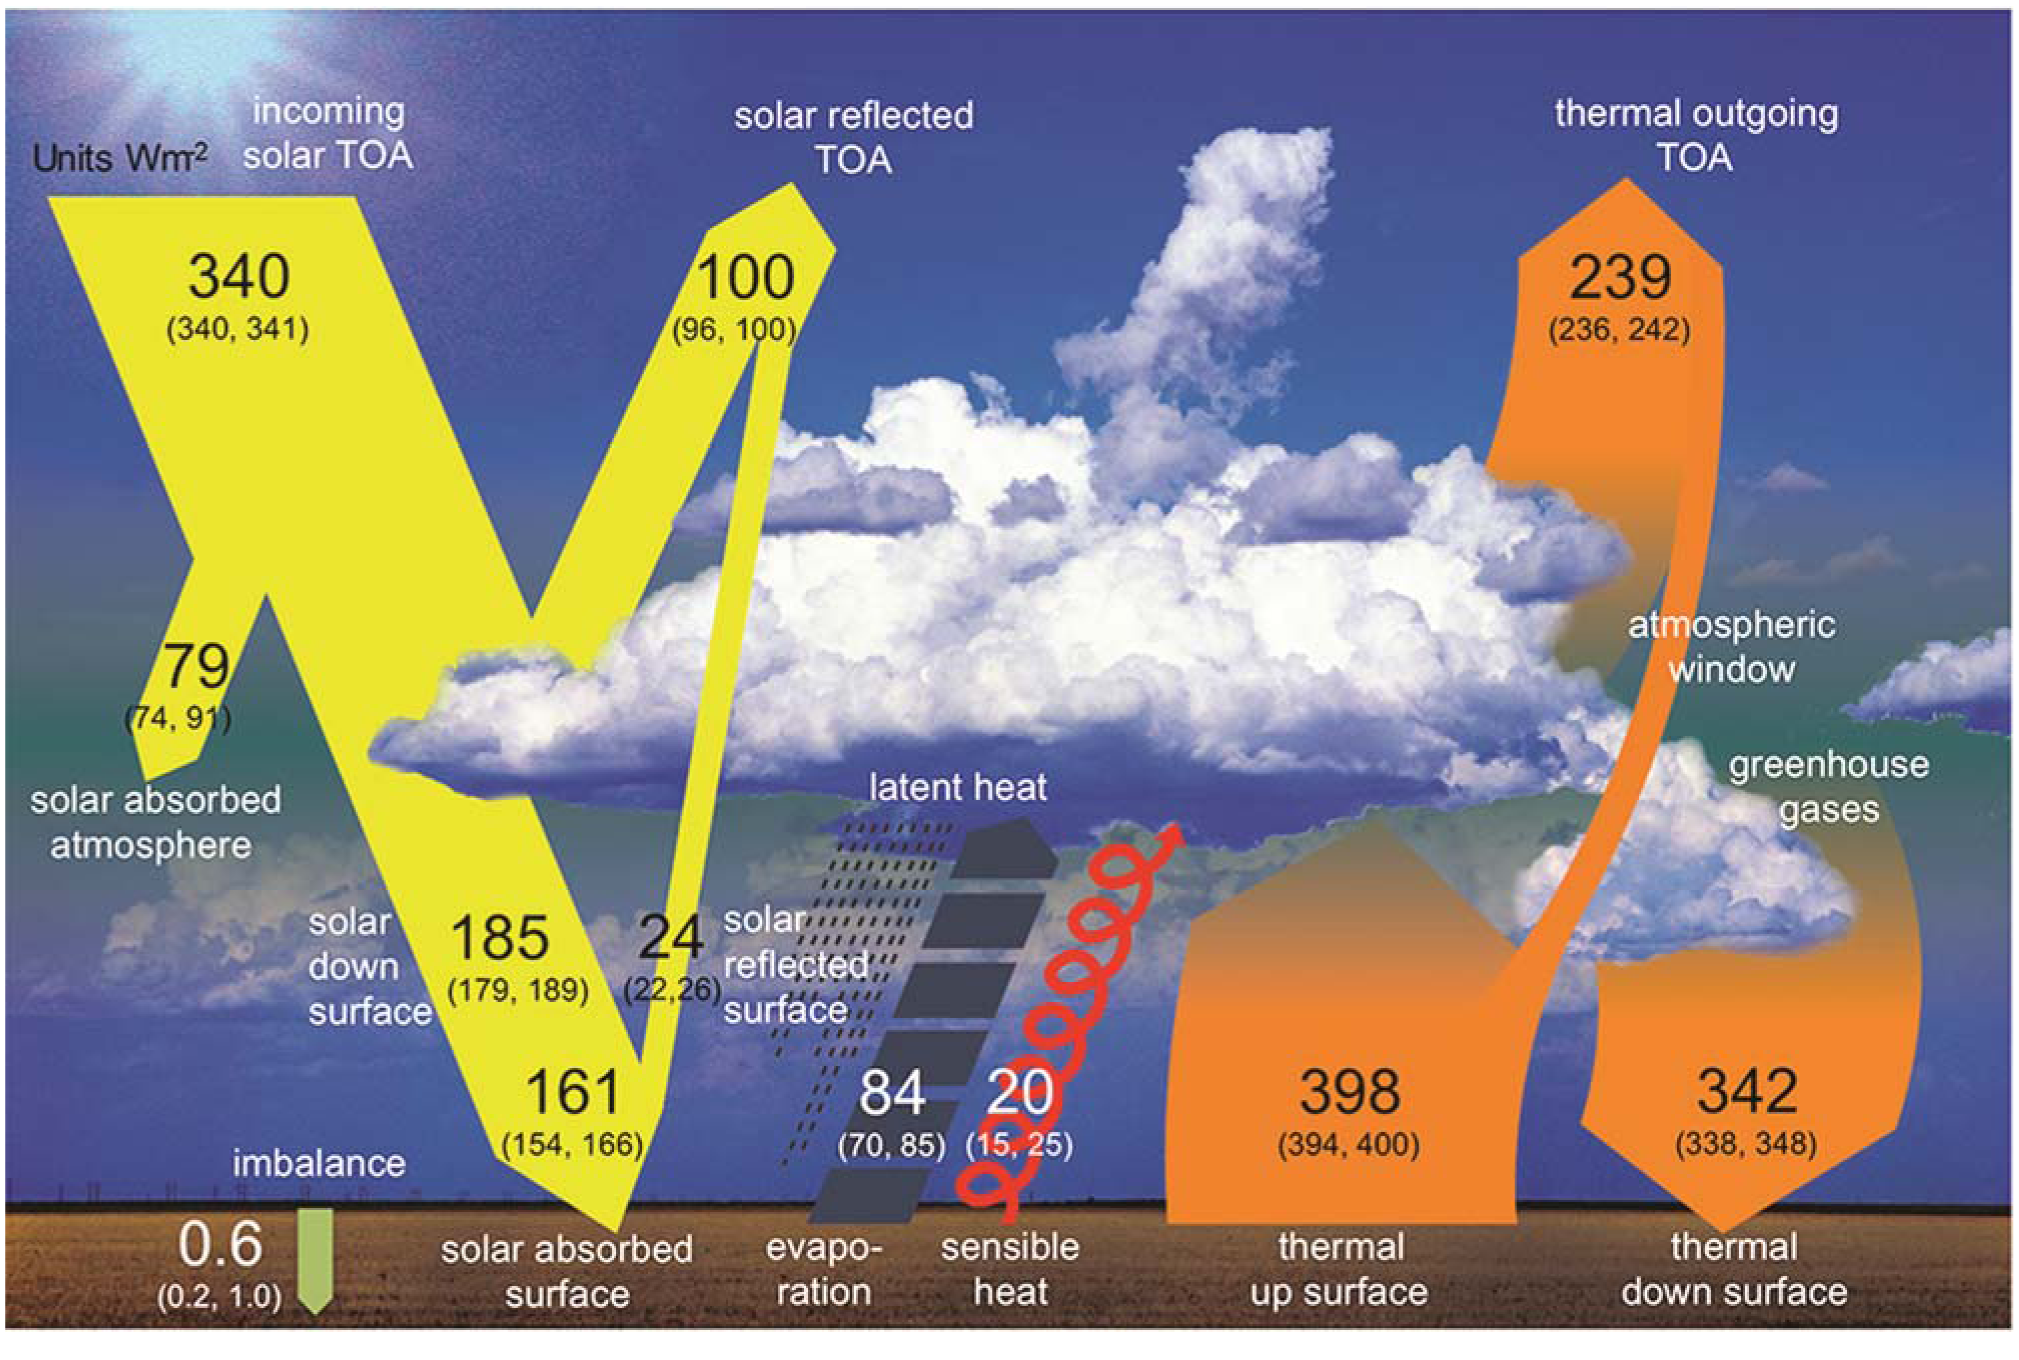 incoming
solar TOA
Units Wm²
solar reflected
TOA
thermal outgoing
TOA
340
(340, 341)
100
(96, 100)
239
(236, 242)
atmospheric
window
79
(74, 91)
solar absorbed
atmosphere
greenhouse
gases
latent heat
solar
down
surface
185
(179, 189)
24
(22,26)
solar
reflected
surface
161
(154, 166)
84
(70, 85)
20
(15, 25)
398
(394, 400)
342
(338, 348)
imbalance
0.6
(0.2, 1.0)
solar absorbed
surface
evapo-
ration
sensible
heat
thermal
up surface
thermal
down surface